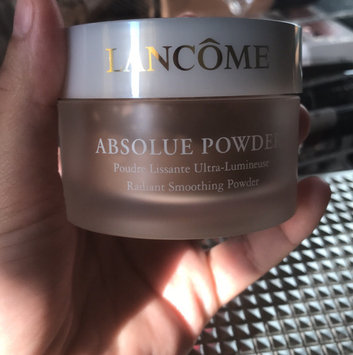 LANCÔME
ABSOLUE POWDER
Poudre Lissante Ultra-Lumineuse
Radiant Smoothing Powder